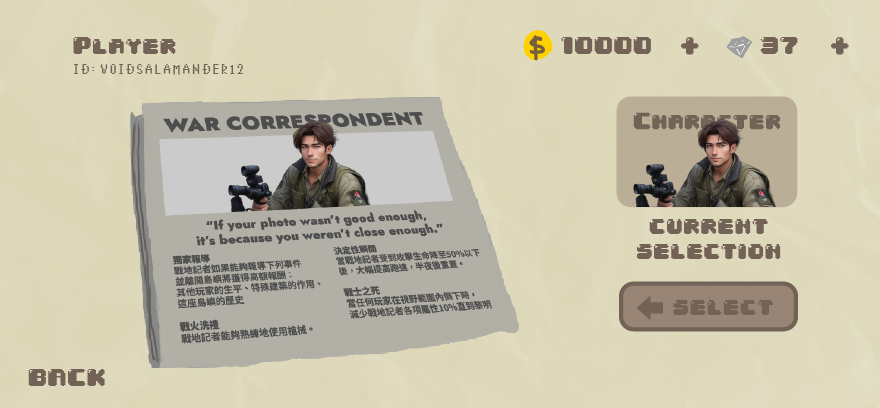 PLAYER
ID: VOIDSALAMANDER12
$ 10000 +
37 +
WAR CORRESPONDENT
"If your photo wasn't good enough,
it's because you weren't close enough."
獨家報導
戰地記者如果能夠報導下列事件
並離開島嶼將獲得高額報酬：
其他玩家的生平、特殊建築的作用、
這座島嶼的歷史
戰火洗禮
戰地記者能夠熟練地使用槍械。
決定性瞬間
當戰地記者受到攻擊生命降至50%以下
後，大幅提高跑速，半夜後重置。
戰士之死
當任何玩家在視野範圍內倒下時，
減少戰地記者各項屬性10%直到黎明
CHARACTER
CURRENT
SELECTION
SELECT
BACK